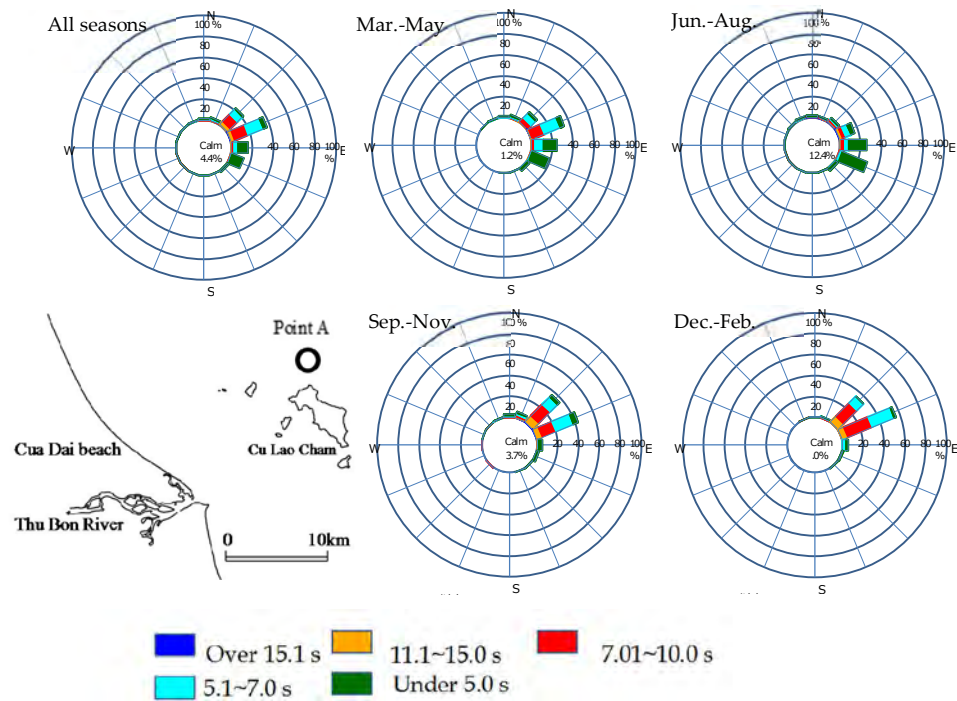 All seasons
N
100 %
80
60
40
20
Calm
4.4%
W
40 60 80 100
E
%
S
Mar.-May
N
100 %
80
60
40
20
Calm
1.2%
W
40 60 80 100
E
%
S
Jun.-Aug.
N
100 %
80
60
40
20
Calm
12.4%
W
40 60 80 100
E
%
S
Point A
Cua Dai beach
Cu Lao Cham
Thu Bon River
0 10km
Sep.-Nov.
N
100 %
80
60
40
20
Calm
3.7%
W
20 40 60 80 100
E
%
S
Dec.-Feb.
N
100 %
80
60
40
20
Calm
.0%
W
20 40 60 80 100
E
%
S
Over 15.1 s 11.1~15.0 s 7.01~10.0 s
5.1~7.0 s Under 5.0 s